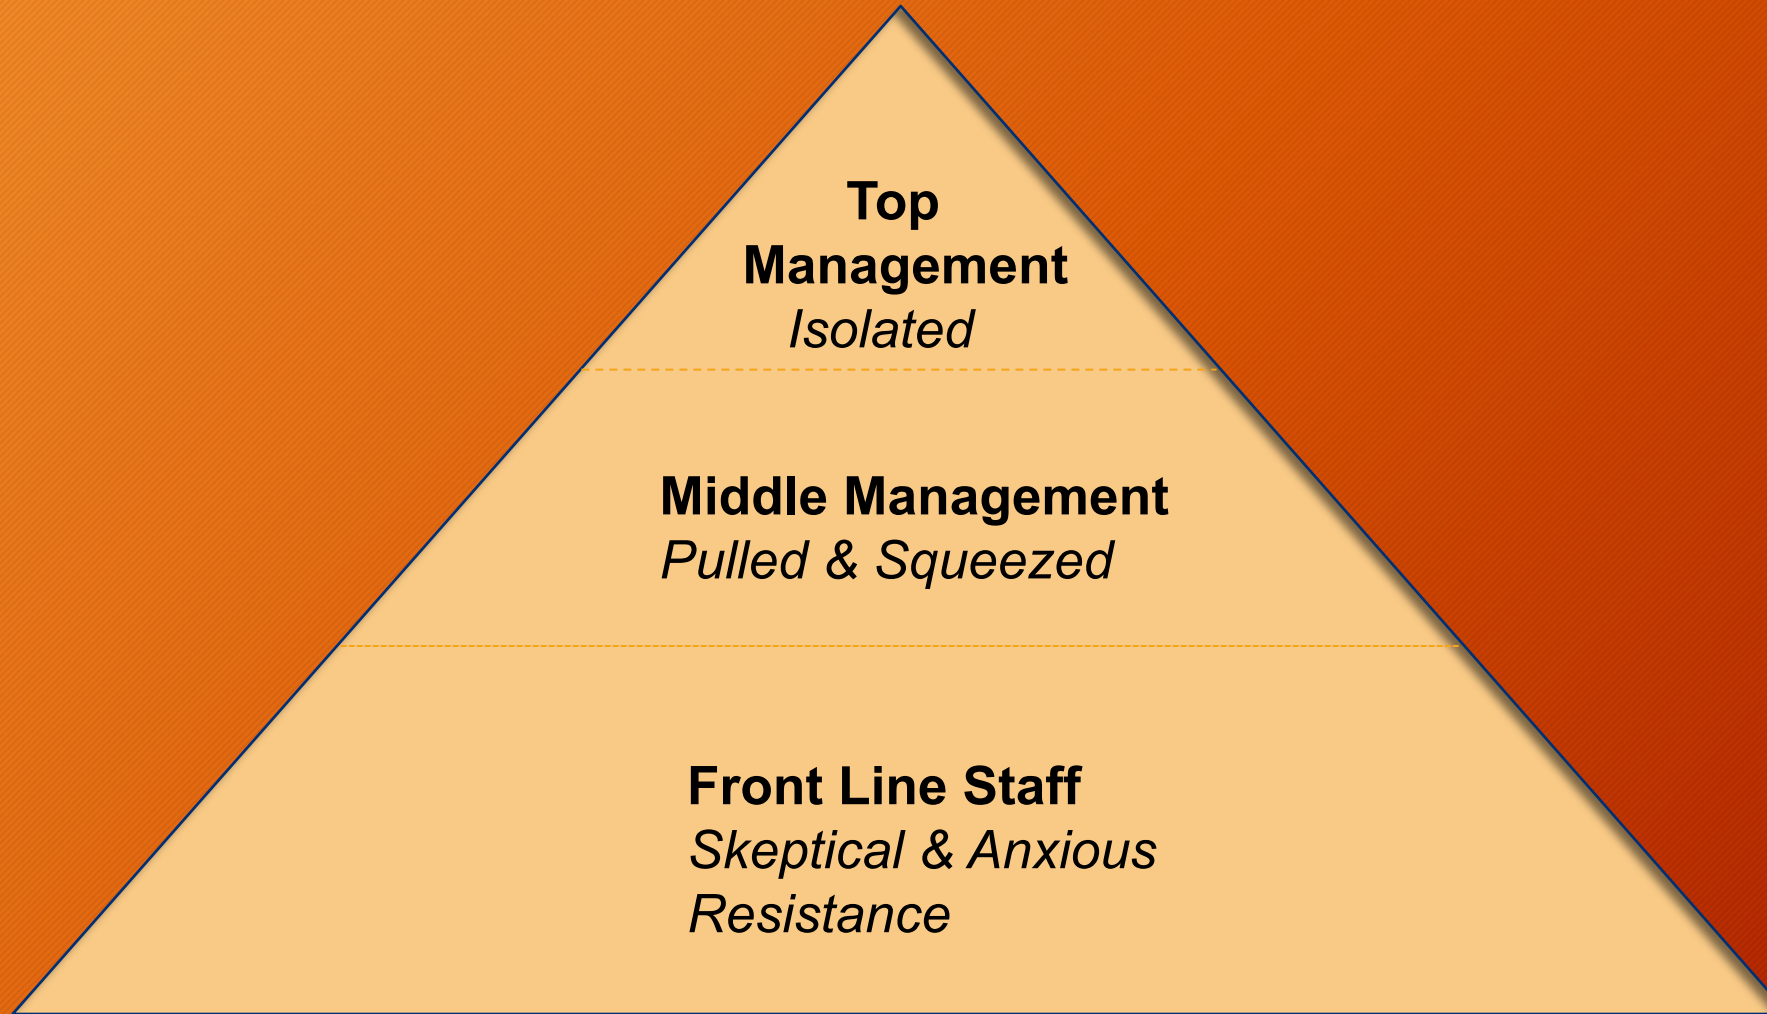 Top
Management
Isolated
Middle Management
Pulled & Squeezed
Front Line Staff
Skeptical & Anxious
Resistance